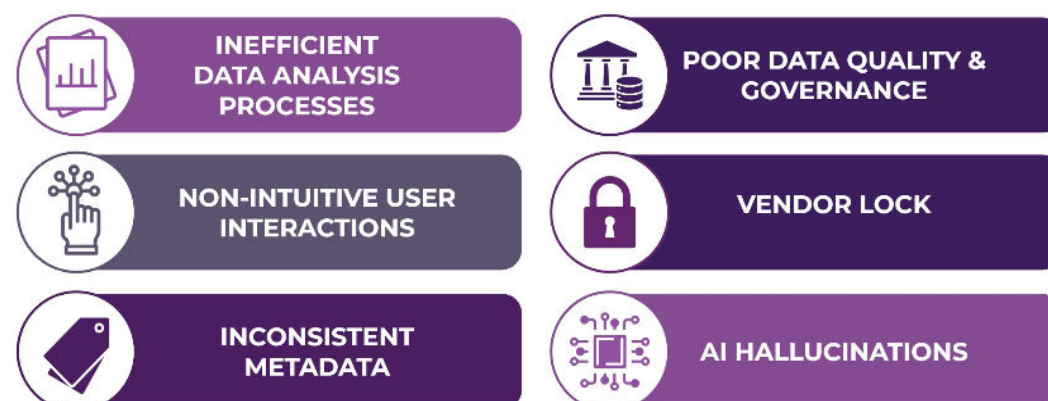 INEFFICIENT
DATA ANALYSIS
PROCESSES
POOR DATA QUALITY &
GOVERNANCE
NON-INTUITIVE USER
INTERACTIONS
VENDOR LOCK
INCONSISTENT
METADATA
AI HALLUCINATIONS